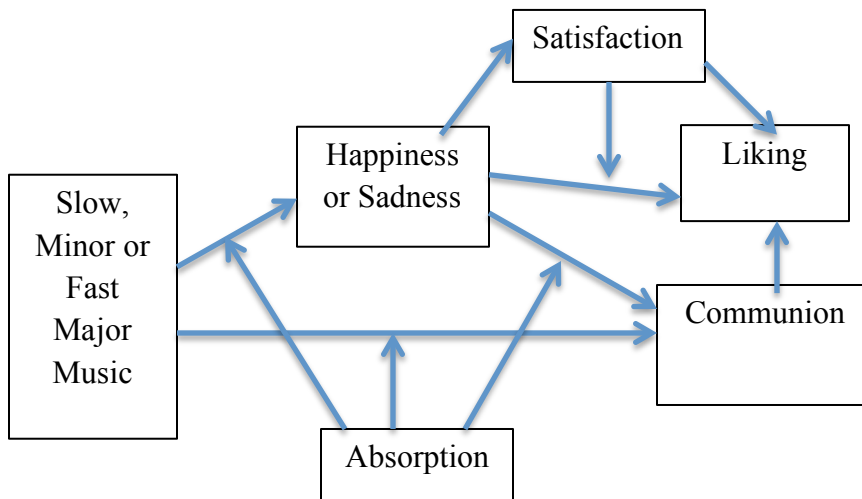 Satisfaction
Happiness
or Sadness
Liking
Slow,
Minor or
Fast
Major
Music
Communion
Absorption